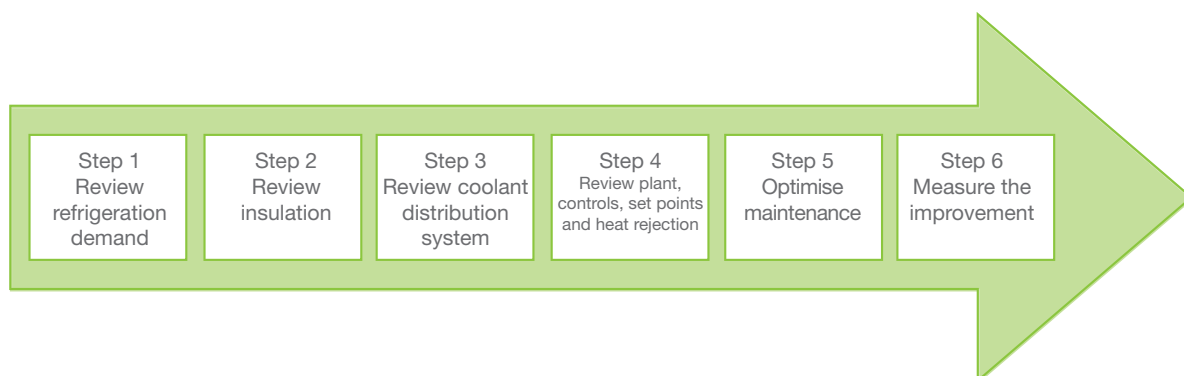 Step 1
Review
refrigeration
demand
Step 2
Review
insulation
Step 3
Review coolant
distribution
system
Step 4
Review plant,
controls, set points
and heat rejection
Step 5
Optimise
maintenance
Step 6
Measure the
improvement